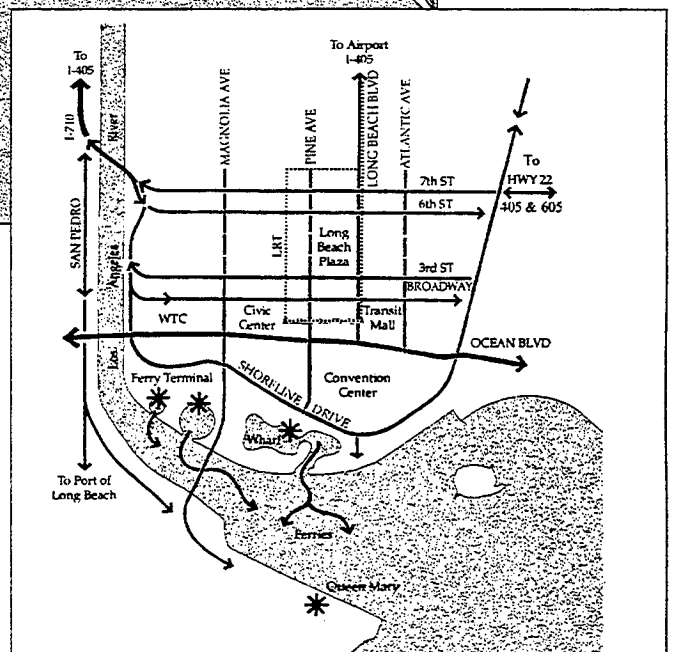 To
I-405
To Airport
I-405
I-710
River
MAGNOLIA AVE
PINE AVE
LONG BEACH BLVD
ATLANTIC AVE
To
HWY 22
405 & 605
7th ST
6th ST
SAN PEDRO
Angeles
LRT
Long
Beach
Plaza
3rd ST
BROADWAY
WTC
Civic
Center
Transit
Mall
OCEAN BLVD
Los
Ferry Terminal
SHORELINE DRIVE
Convention
Center
Wharf
To Port of
Long Beach
Ferries
Queen Mary